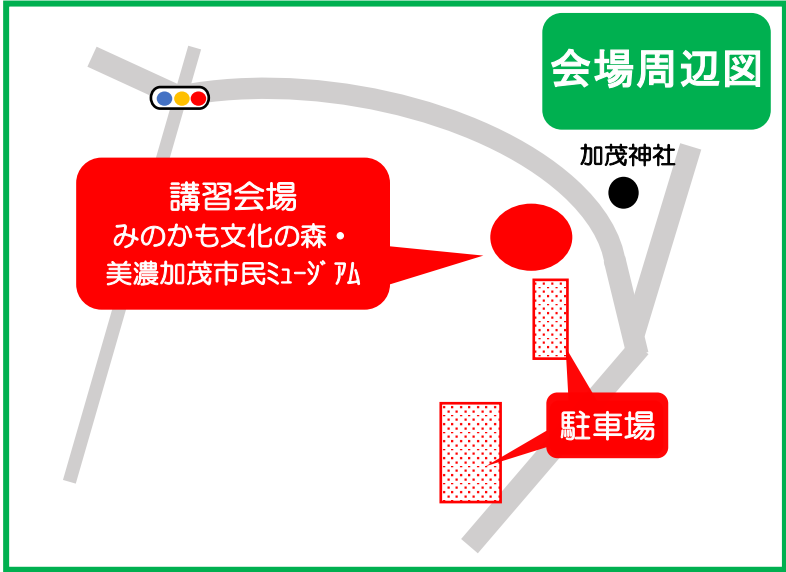 会場周辺図
加茂神社
講習会場
みのかも文化の森・
美濃加茂市民ﾐｭｰｼﾞｱﾑ
駐車場